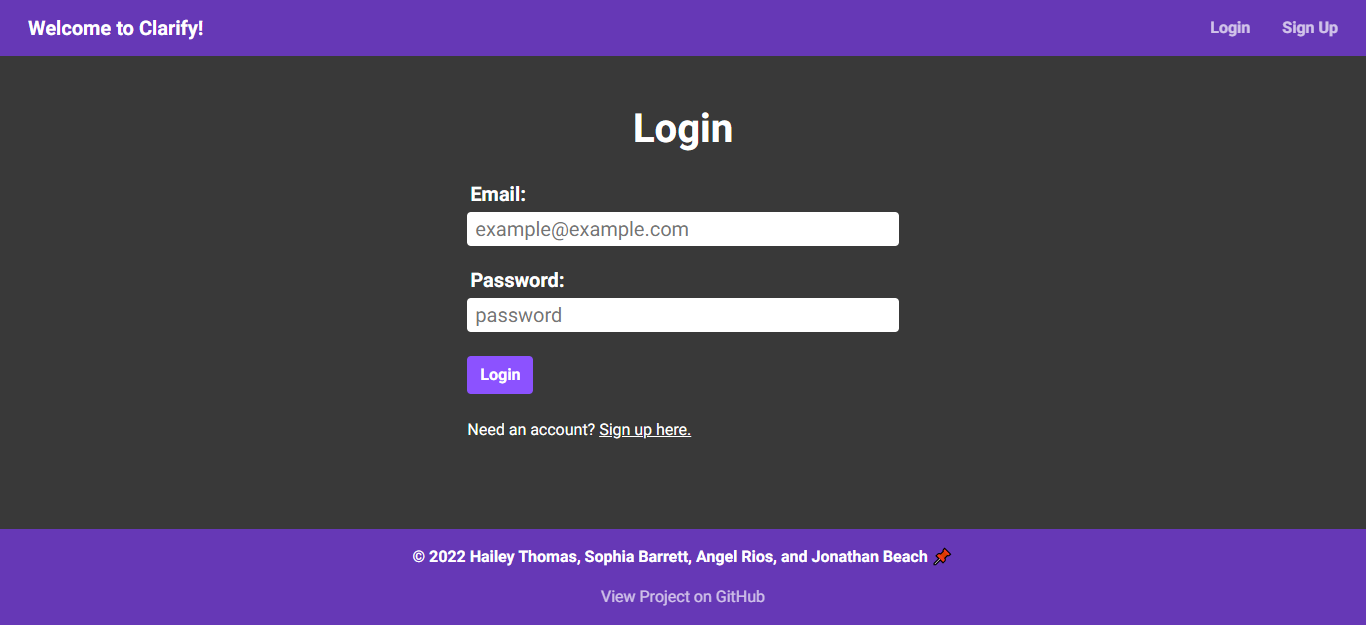 Welcome to Clarify!
Login
Sign Up
Login
Email:
example@example.com
Password:
password
Login
Need an account? Sign up here.
© 2022 Hailey Thomas, Sophia Barrett, Angel Rios, and Jonathan Beach 📌
View Project on GitHub